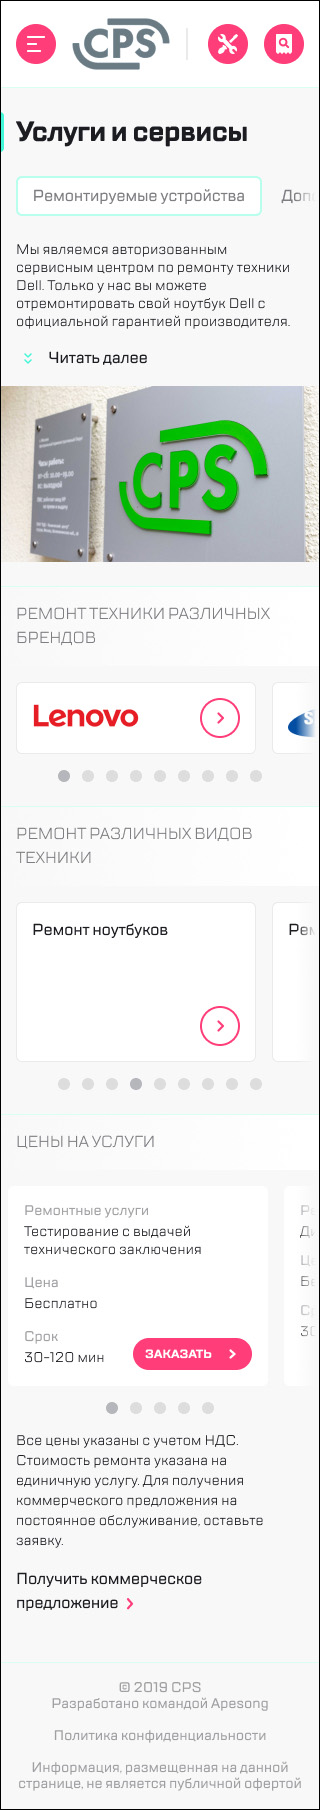 CPS
Услуги и сервисы
Ремонтируемые устройства
Мы являемся авторизованным
сервисным центром по ремонту техники
Dell. Только у нас вы можете
отремонтировать свой ноутбук Dell с
официальной гарантией производителя.
Читать далее
Часы работы:
CPS
РЕМОНТ ТЕХНИКИ РАЗЛИЧНЫХ
БРЕНДОВ
Lenovo
РЕМОНТ РАЗЛИЧНЫХ ВИДОВ
ТЕХНИКИ
Ремонт ноутбуков
ЦЕНЫ НА УСЛУГИ
Ремонтные услуги
Тестирование с выдачей
технического заключения
Цена
Бесплатно
Срок
30-120 мин
ЗАКАЗАТЬ
Все цены указаны с учетом НДС.
Стоимость ремонта указана на
единичную услугу. Для получения
коммерческого предложения на
постоянное обслуживание, оставьте
заявку.
Получить коммерческое
предложение
© 2019 CPS
Разработано командой Apesong
Политика конфиденциальности
Информация, размещенная на данной
странице, не является публичной офертой